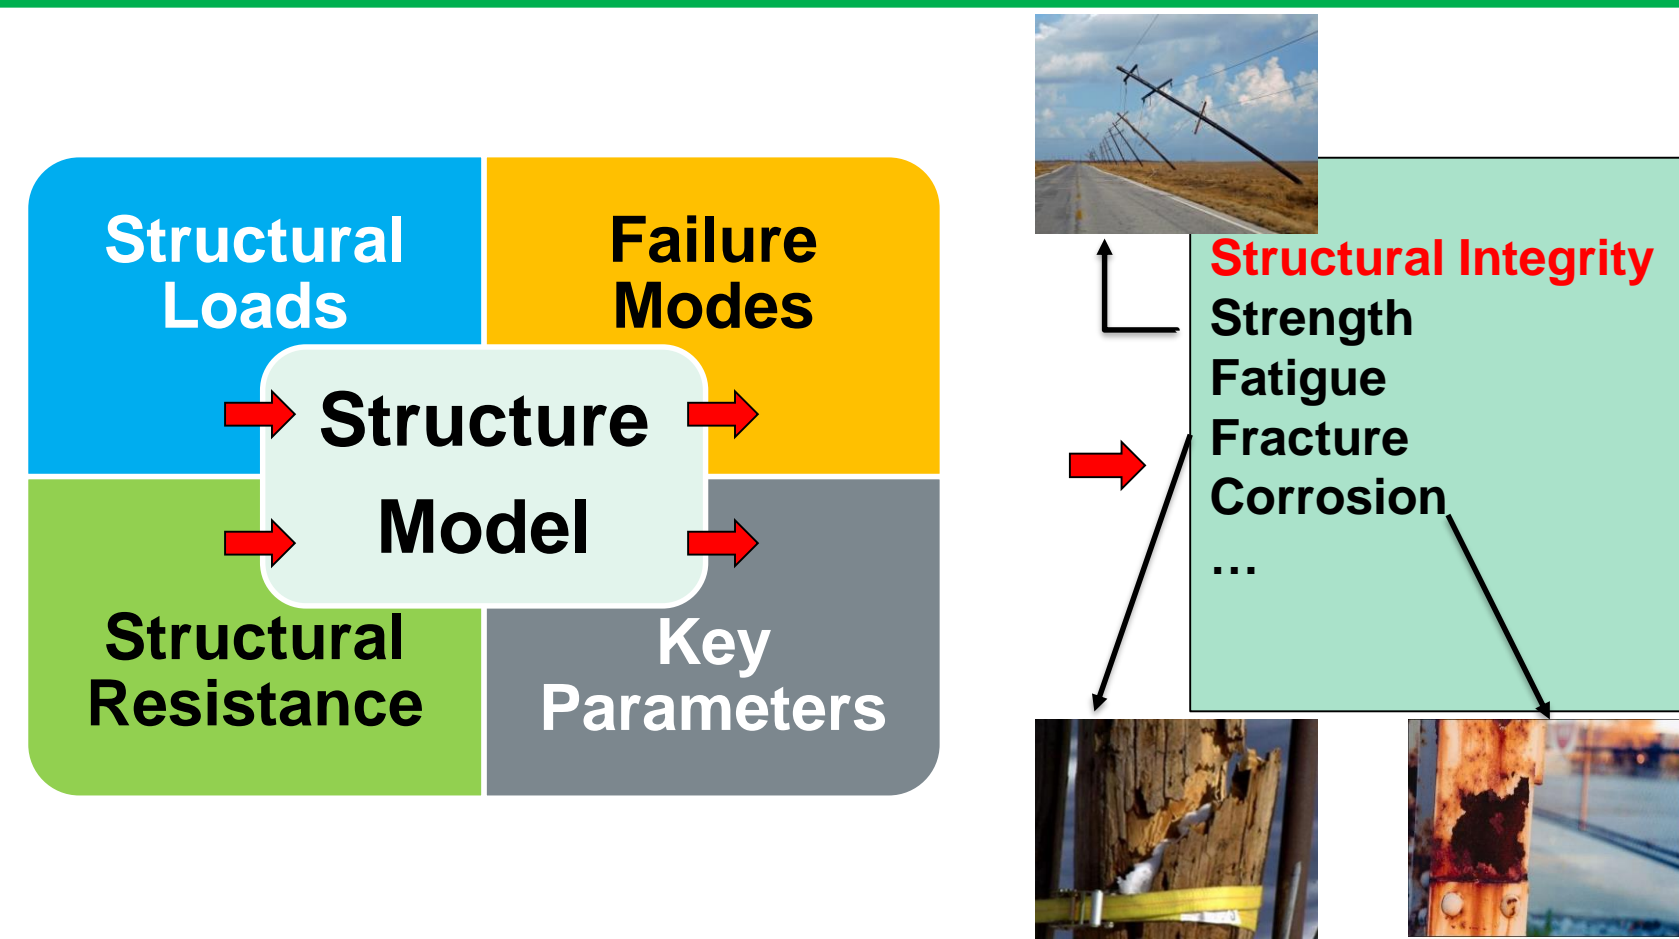 Structural
Loads
Failure
Modes
Structure
Model
Structural
Resistance
Key
Parameters
Structural Integrity
Strength
Fatigue
Fracture
Corrosion
…